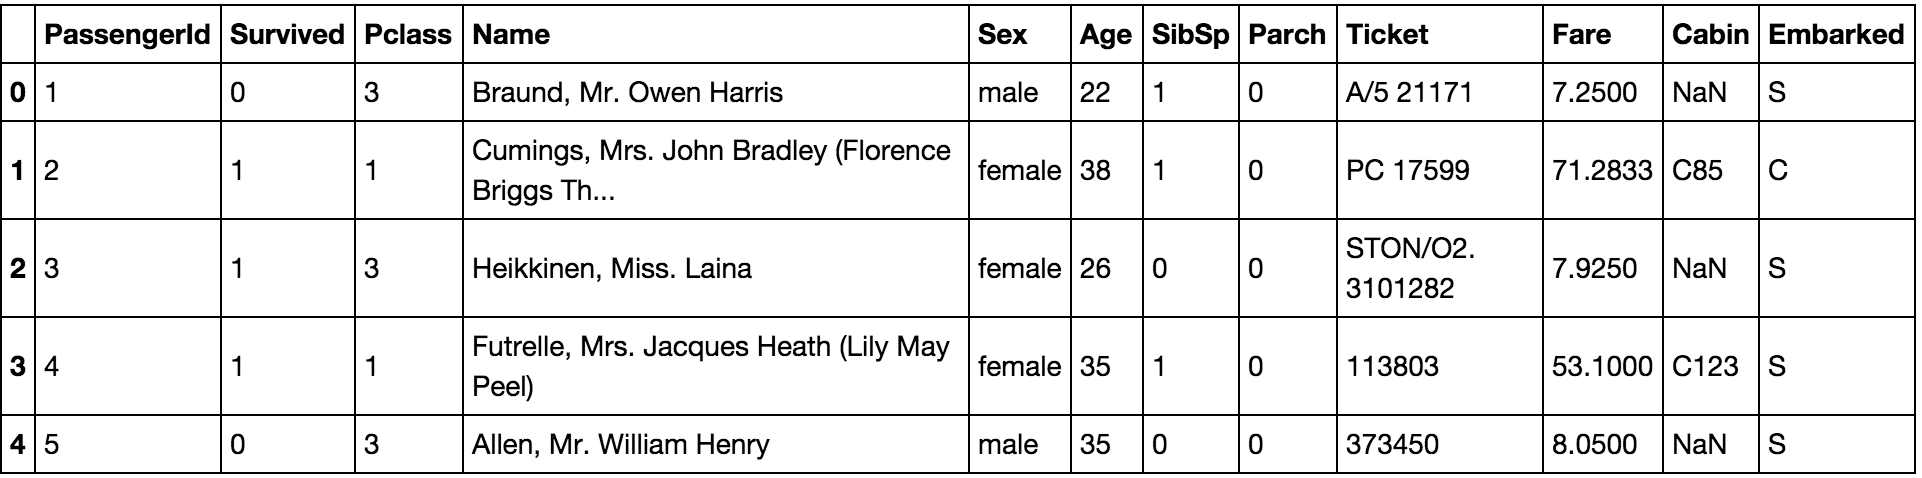 PassengerId Survived Pclass Name Sex Age SibSp Parch Ticket Fare Cabin Embarked
0 1 0 3 Braund, Mr. Owen Harris male 22 1 0 A/5 21171 7.2500 NaN S
1 2 1 1 Cumings, Mrs. John Bradley (Florence Briggs Th... female 38 1 0 PC 17599 71.2833 C85 C
2 3 1 3 Heikkinen, Miss. Laina female 26 0 0 STON/O2. 3101282 7.9250 NaN S
3 4 1 1 Futrelle, Mrs. Jacques Heath (Lily May Peel) female 35 1 0 113803 53.1000 C123 S
4 5 0 3 Allen, Mr. William Henry male 35 0 0 373450 8.0500 NaN S